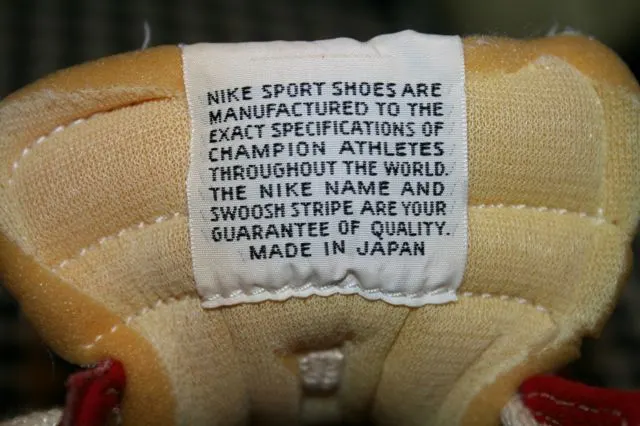 NIKE SPORT SHOES ARE
MANUFACTURED TO THE
EXACT SPECIFICATIONS OF
CHAMPION ATHLETES
THROUGHOUT THE WORLD.
THE NIKE NAME AND
SWOOSH STRIPE ARE YOUR
GUARANTEE OF QUALITY.
MADE IN JAPAN